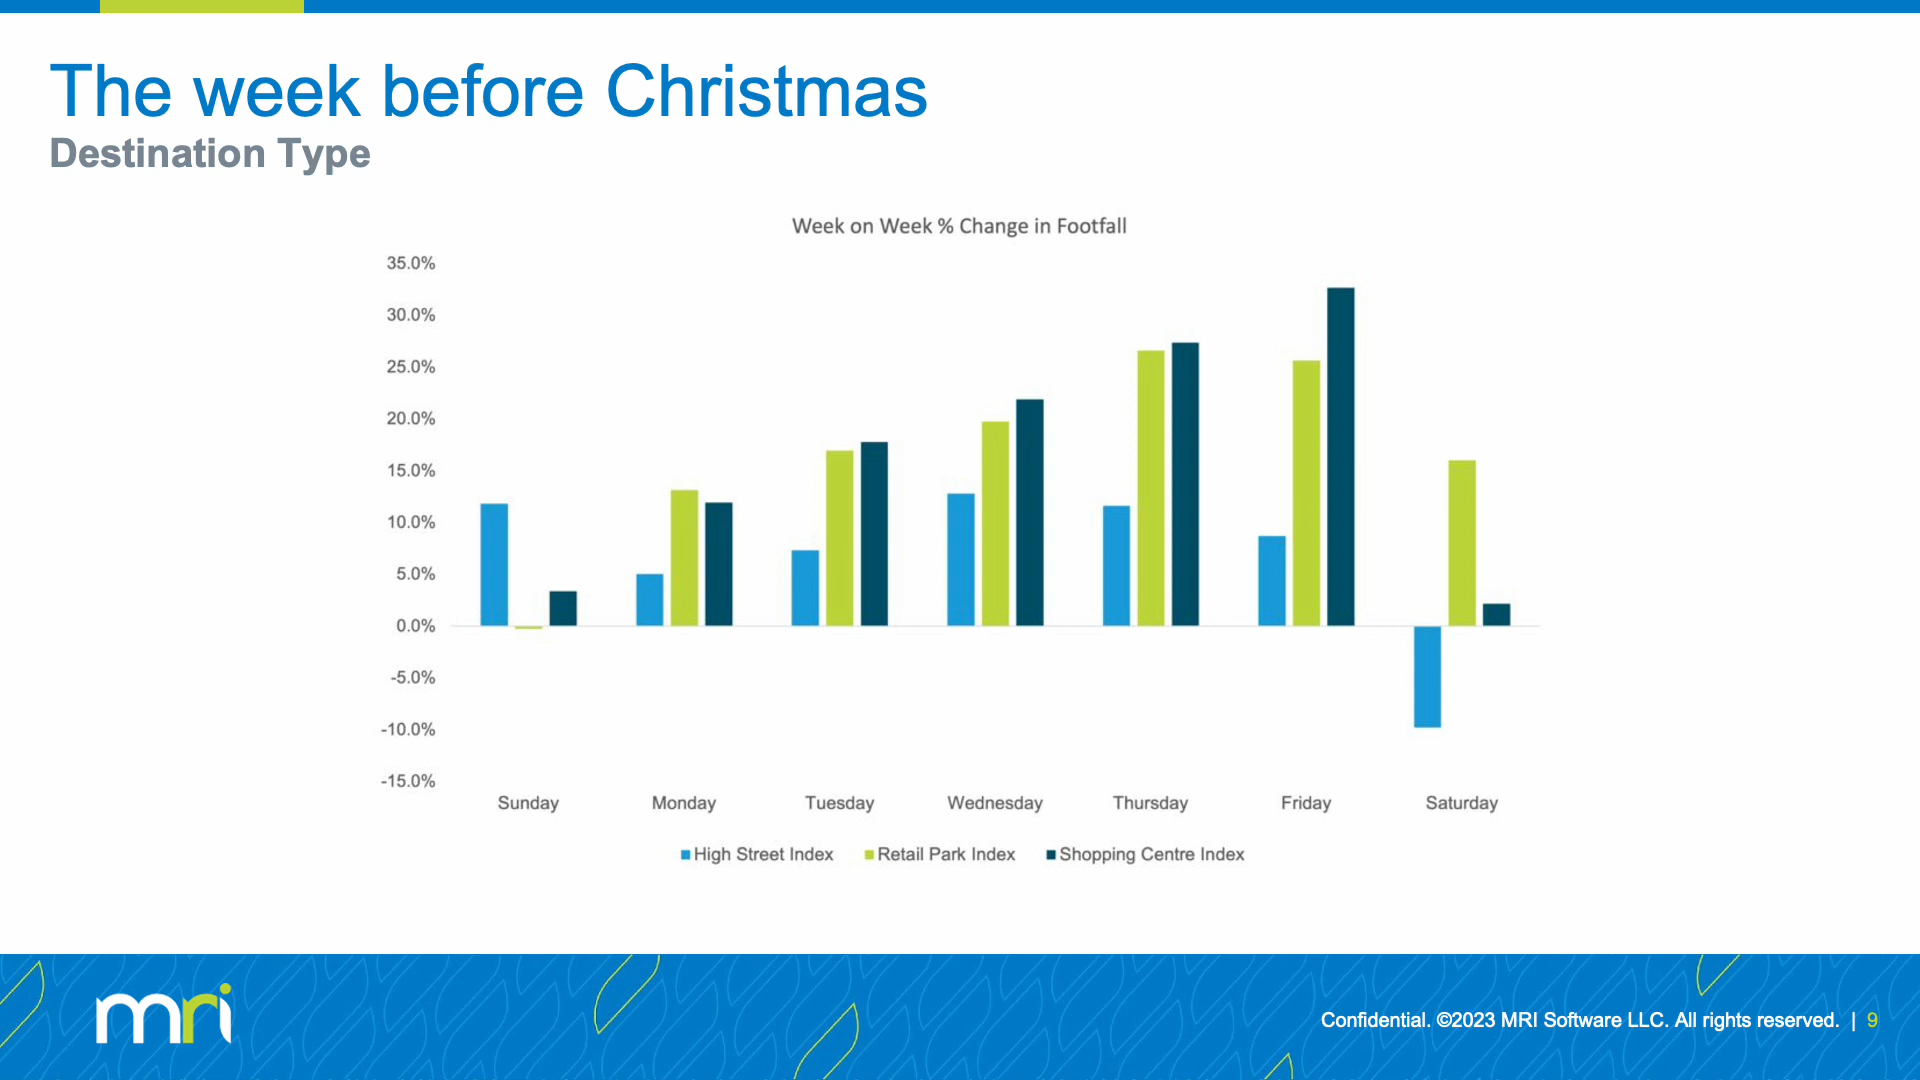 The week before Christmas
Destination Type
Week on Week % Change in Footfall
35.0%
30.0%
25.0%
20.0%
15.0%
10.0%
5.0%
0.0%
-5.0%
-10.0%
-15.0%
Sunday Monday Tuesday Wednesday Thursday Friday Saturday
High Street Index Retail Park Index Shopping Centre Index
mri
Confidential. ©2023 MRI Software LLC. All rights reserved. | 9